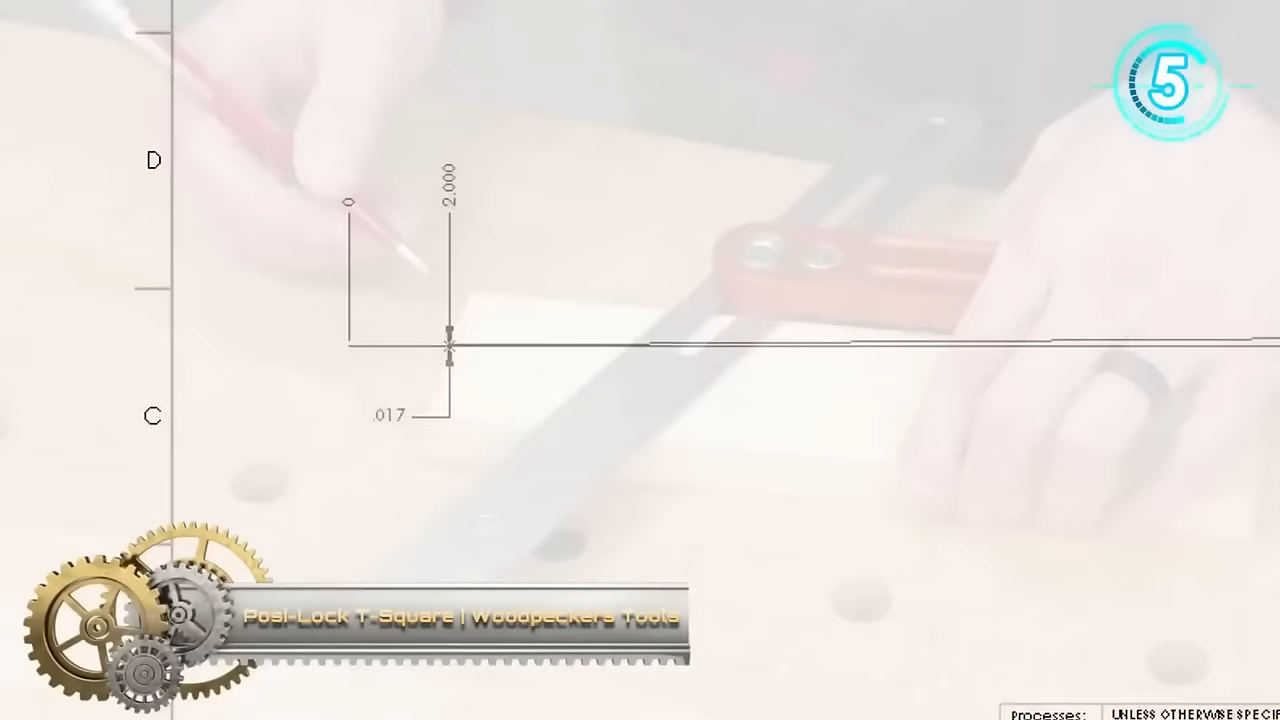 5
D
0
2.000
.017
C
Posi-Lock T-Square | Woodpeckers Tools
Processes: UNLESS OTHERWISE SPECIF